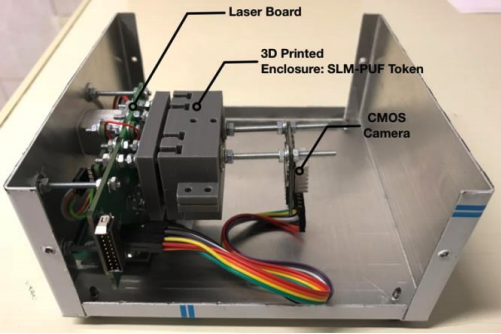 Laser Board
3D Printed
Enclosure: SLM-PUF Token
CMOS
Camera